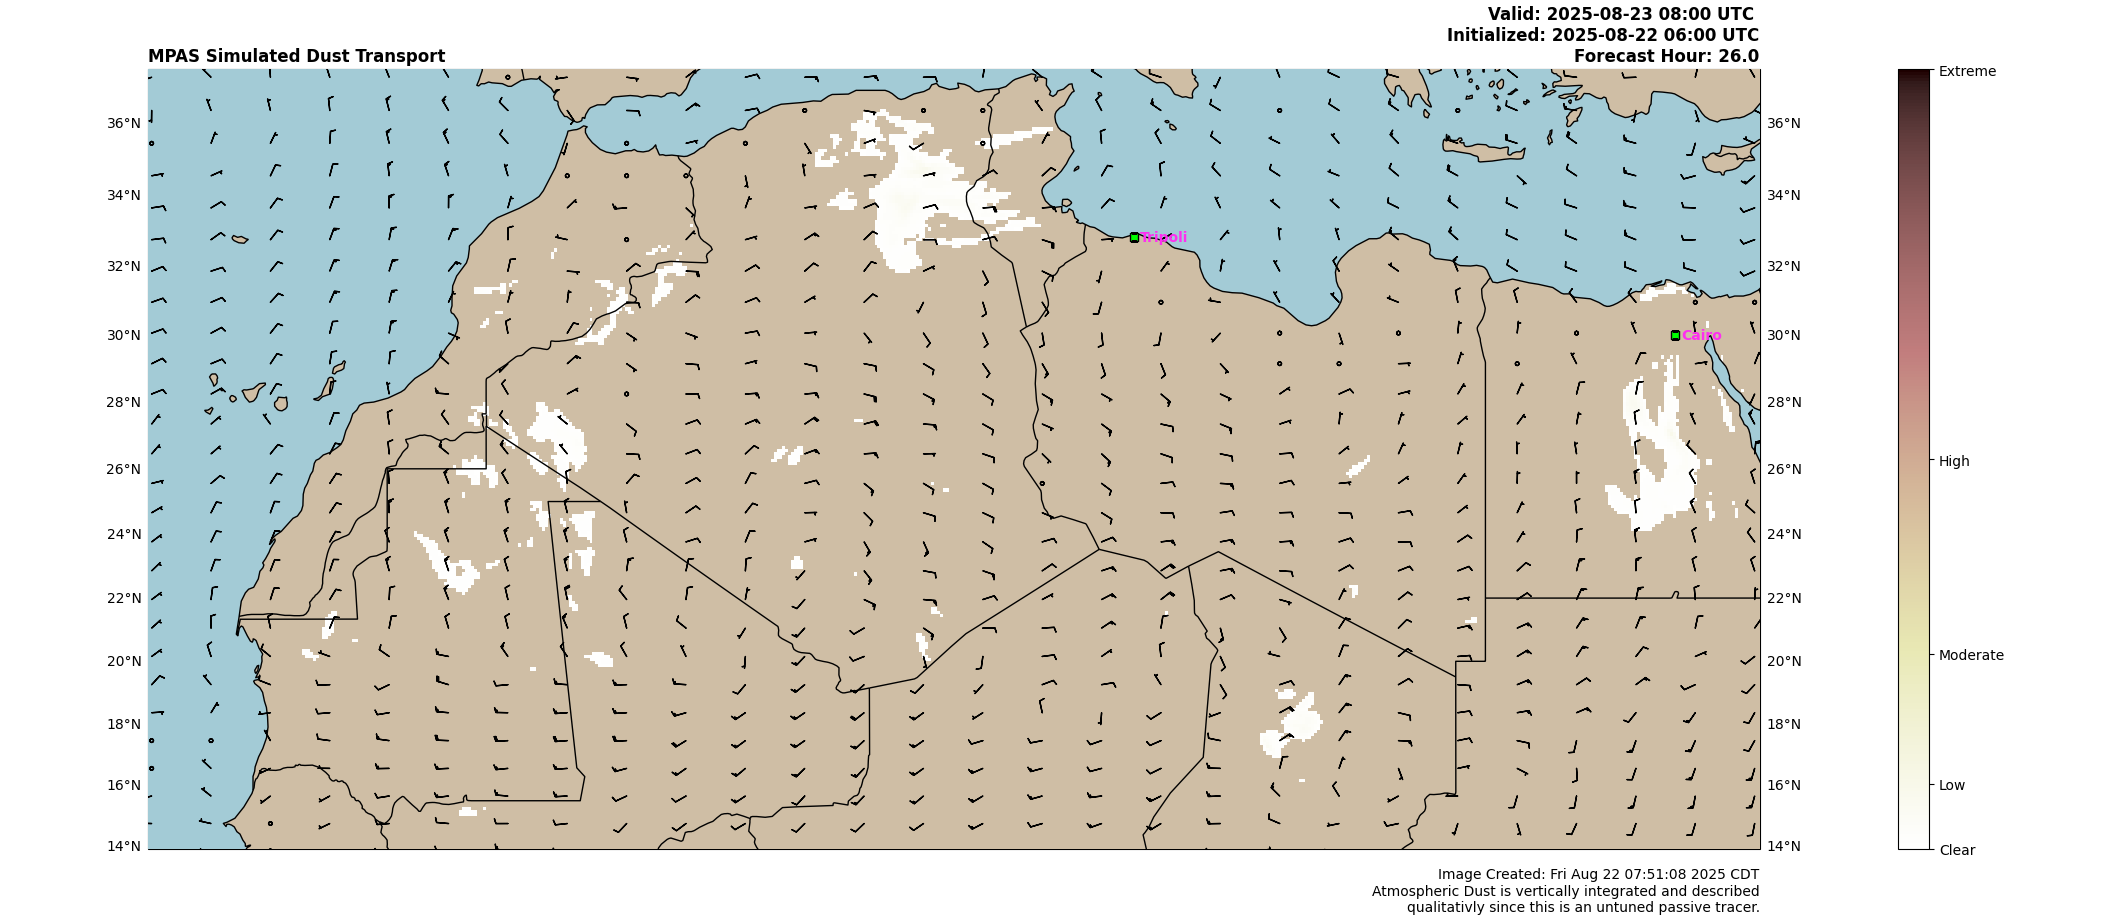 Valid: 2025-08-23 08:00 UTC
Initialized: 2025-08-22 06:00 UTC
MPAS Simulated Dust Transport
Forecast Hour: 26.0
36°N
34°N
32°N
30°N
28°N
26°N
24°N
22°N
20°N
18°N
16°N
14°N
Tripoli
Cairo
36°N
34°N
32°N
30°N
28°N
26°N
24°N
22°N
20°N
18°N
16°N
14°N
Extreme
High
Moderate
Low
Clear
Image Created: Fri Aug 22 07:51:08 2025 CDT
Atmospheric Dust is vertically integrated and described
qualitativly since this is an untuned passive tracer.